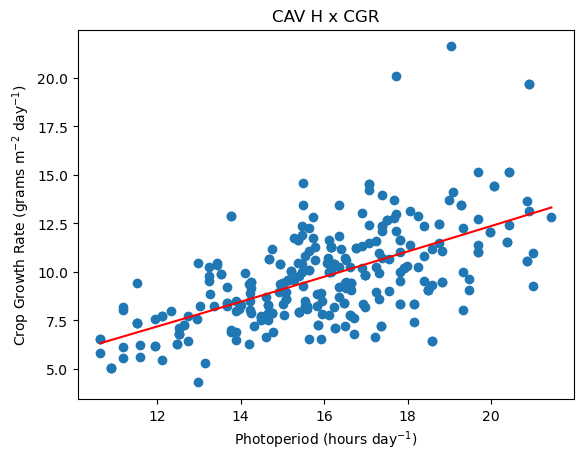 CAV H x CGR
Crop Growth Rate (grams m⁻² day⁻¹)
20.0
17.5
15.0
12.5
10.0
7.5
5.0
12 14 16 18 20
Photoperiod (hours day⁻¹)